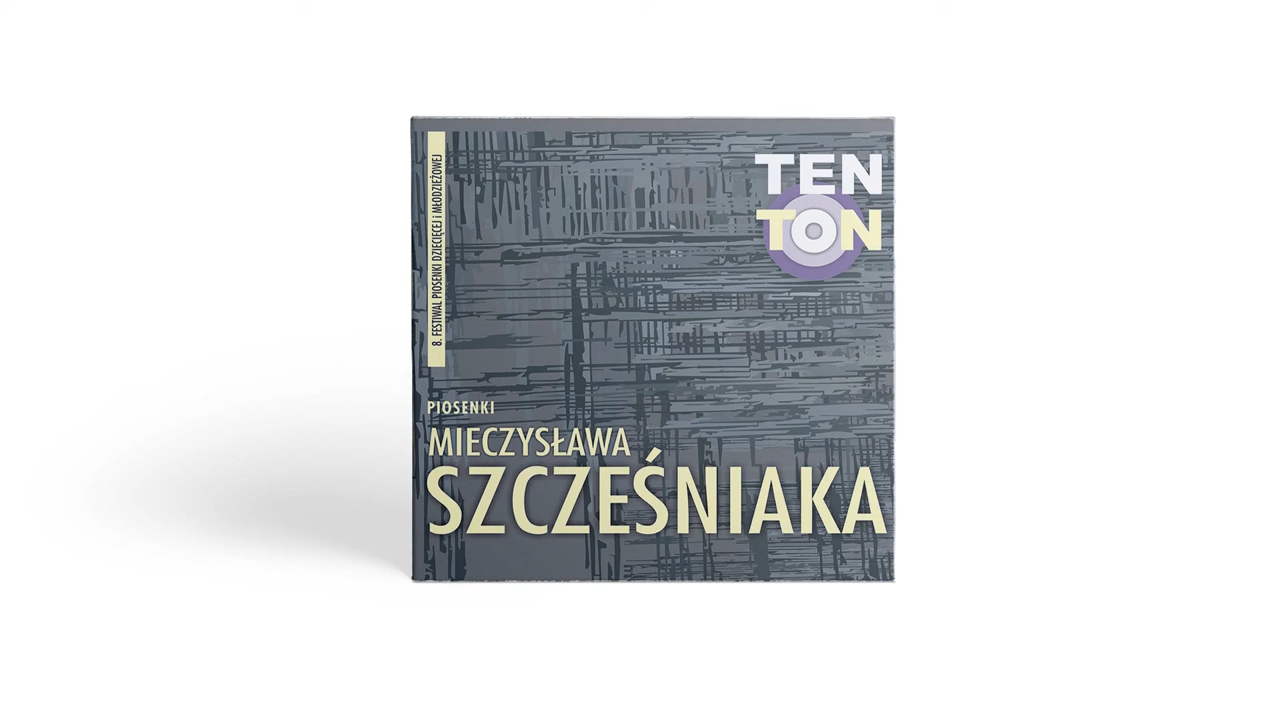 TEN
TON
8. FESTIWAL PIOSENKI DZIECIĘCEJ i MŁODZIEŻOWEJ
PIOSENKI
MIECZYSŁAWA
SZCZEŚNIAKA